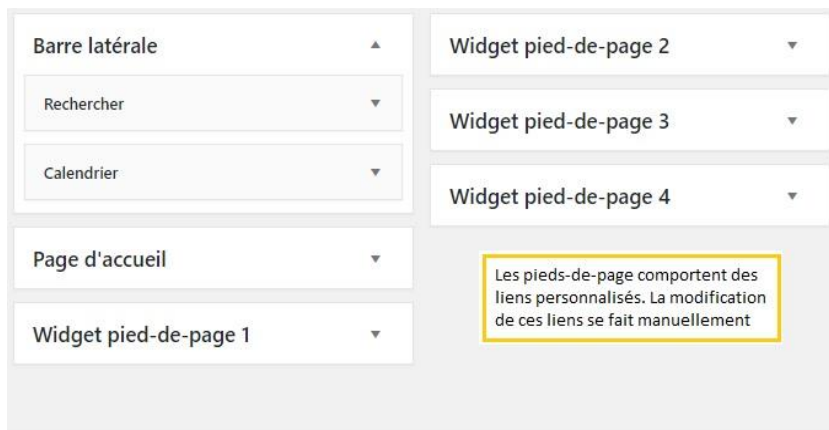 Barre latérale
Rechercher
Calendrier
Page d'accueil
Widget pied-de-page 1
Widget pied-de-page 2
Widget pied-de-page 3
Widget pied-de-page 4
Les pieds-de-page comportent des
liens personnalisés. La modification
de ces liens se fait manuellement